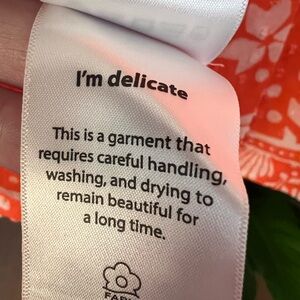 I'm delicate
This is a garment that
requires careful handling,
washing, and drying to
remain beautiful for
a long time.